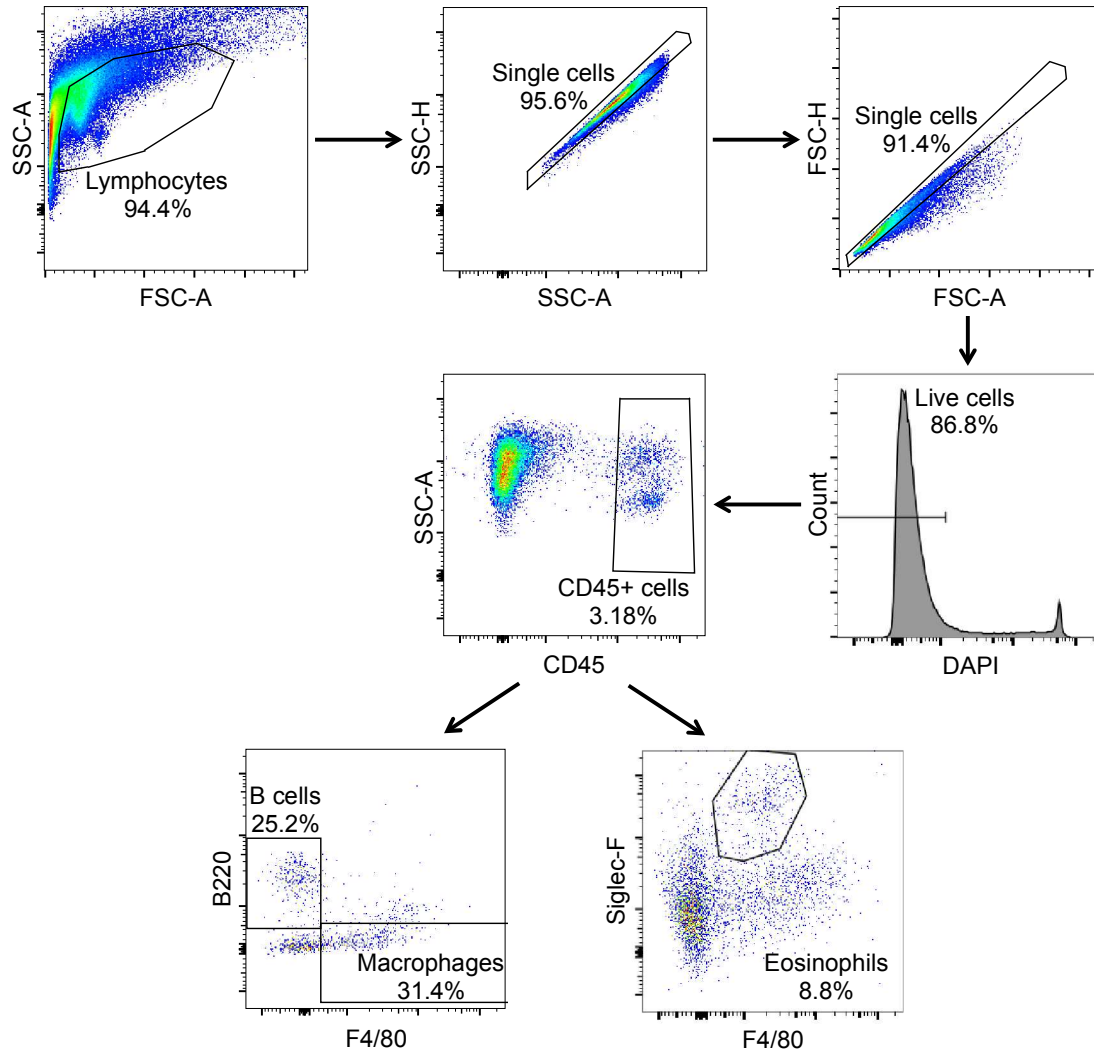 SSC-A
Lymphocytes
94.4%
FSC-A
SSC-H
Single cells
95.6%
SSC-A
FSC-H
Single cells
91.4%
FSC-A
SSC-A
CD45+ cells
3.18%
CD45
Count
Live cells
86.8%
DAPI
B220
B cells
25.2%
Macrophages
31.4%
F4/80
Siglec-F
Eosinophils
8.8%
F4/80